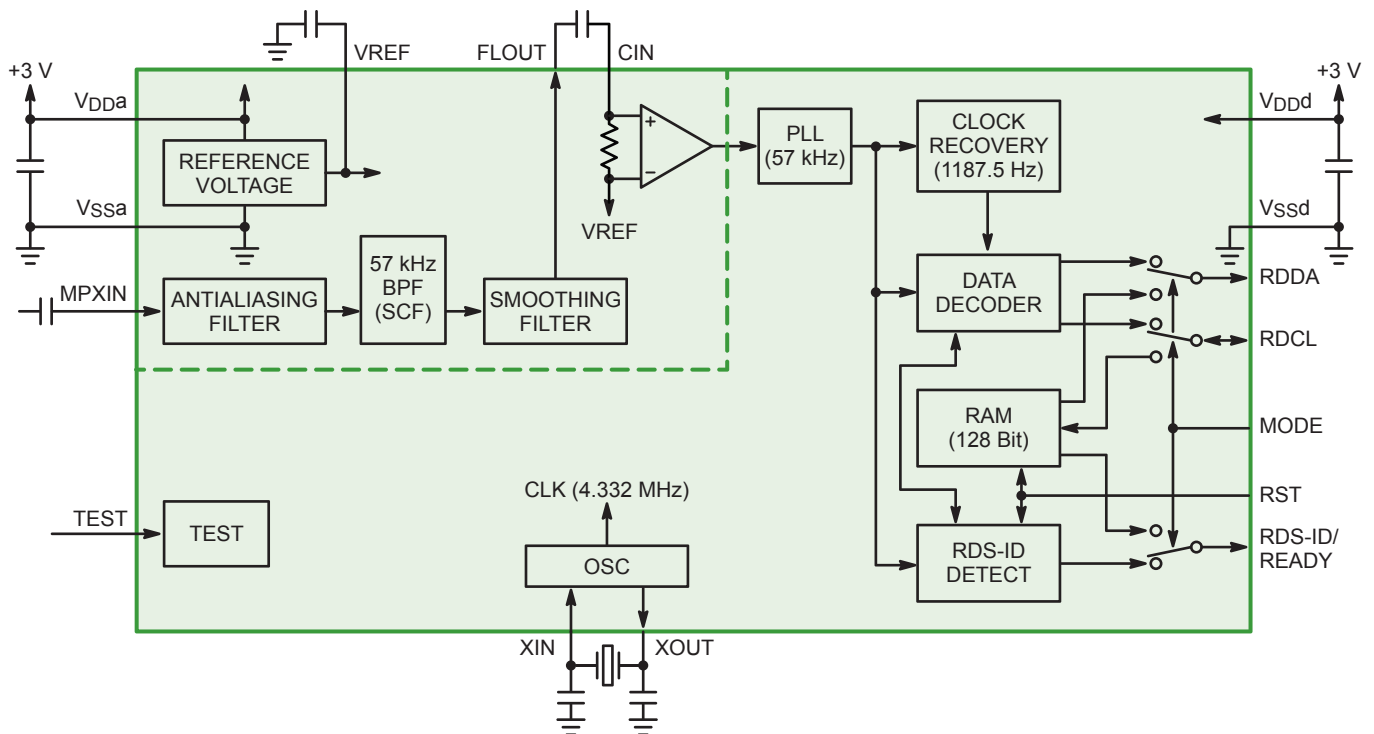 VREF
FLOUT
CIN
+3 V
+3 V
VDDa
VDDd
REFERENCE
VOLTAGE
+
−
PLL
(57 kHz)
CLOCK
RECOVERY
(1187.5 Hz)
VSSa
VSSd
VREF
MPXIN
ANTIALIASING
FILTER
57 kHz
BPF
(SCF)
SMOOTHING
FILTER
DATA
DECODER
RDDA
RDCL
RAM
(128 Bit)
MODE
CLK (4.332 MHz)
RST
TEST
TEST
OSC
RDS-ID
DETECT
RDS-ID/
READY
XIN
XOUT